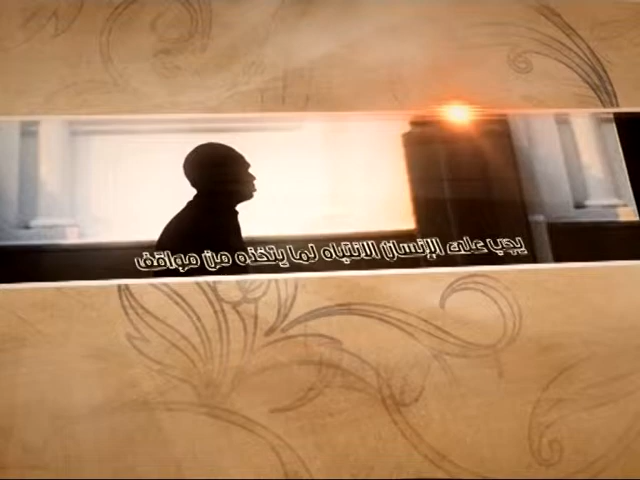 يجب على الإنسان الانتباه لما يتخذه من مواقف